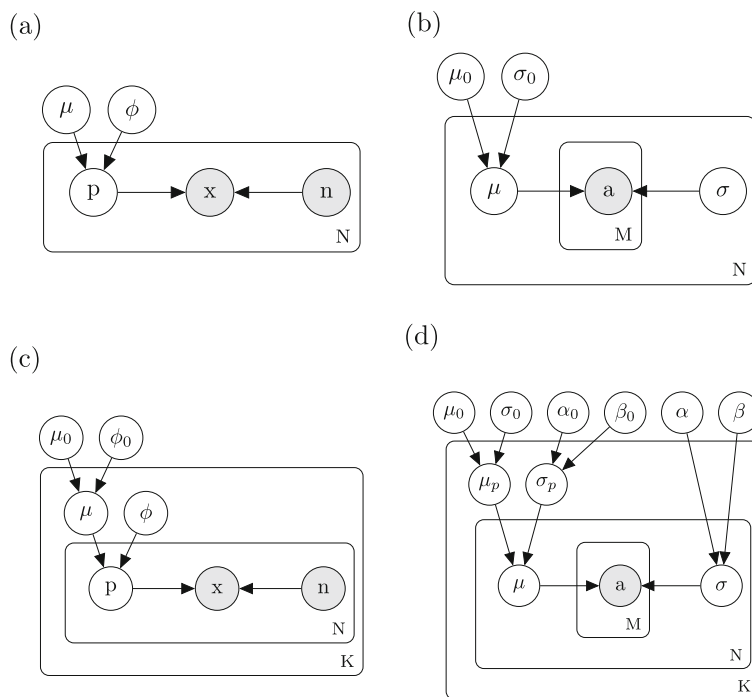 (a)
μ ϕ
p x n
N
(b)
μ₀ σ₀
μ a σ
M
N
(c)
μ₀ ϕ₀
μ ϕ
p x n
N
K
(d)
μ₀ σ₀ α₀ β₀ α β
μₚ σₚ
μ a σ
M
N
K